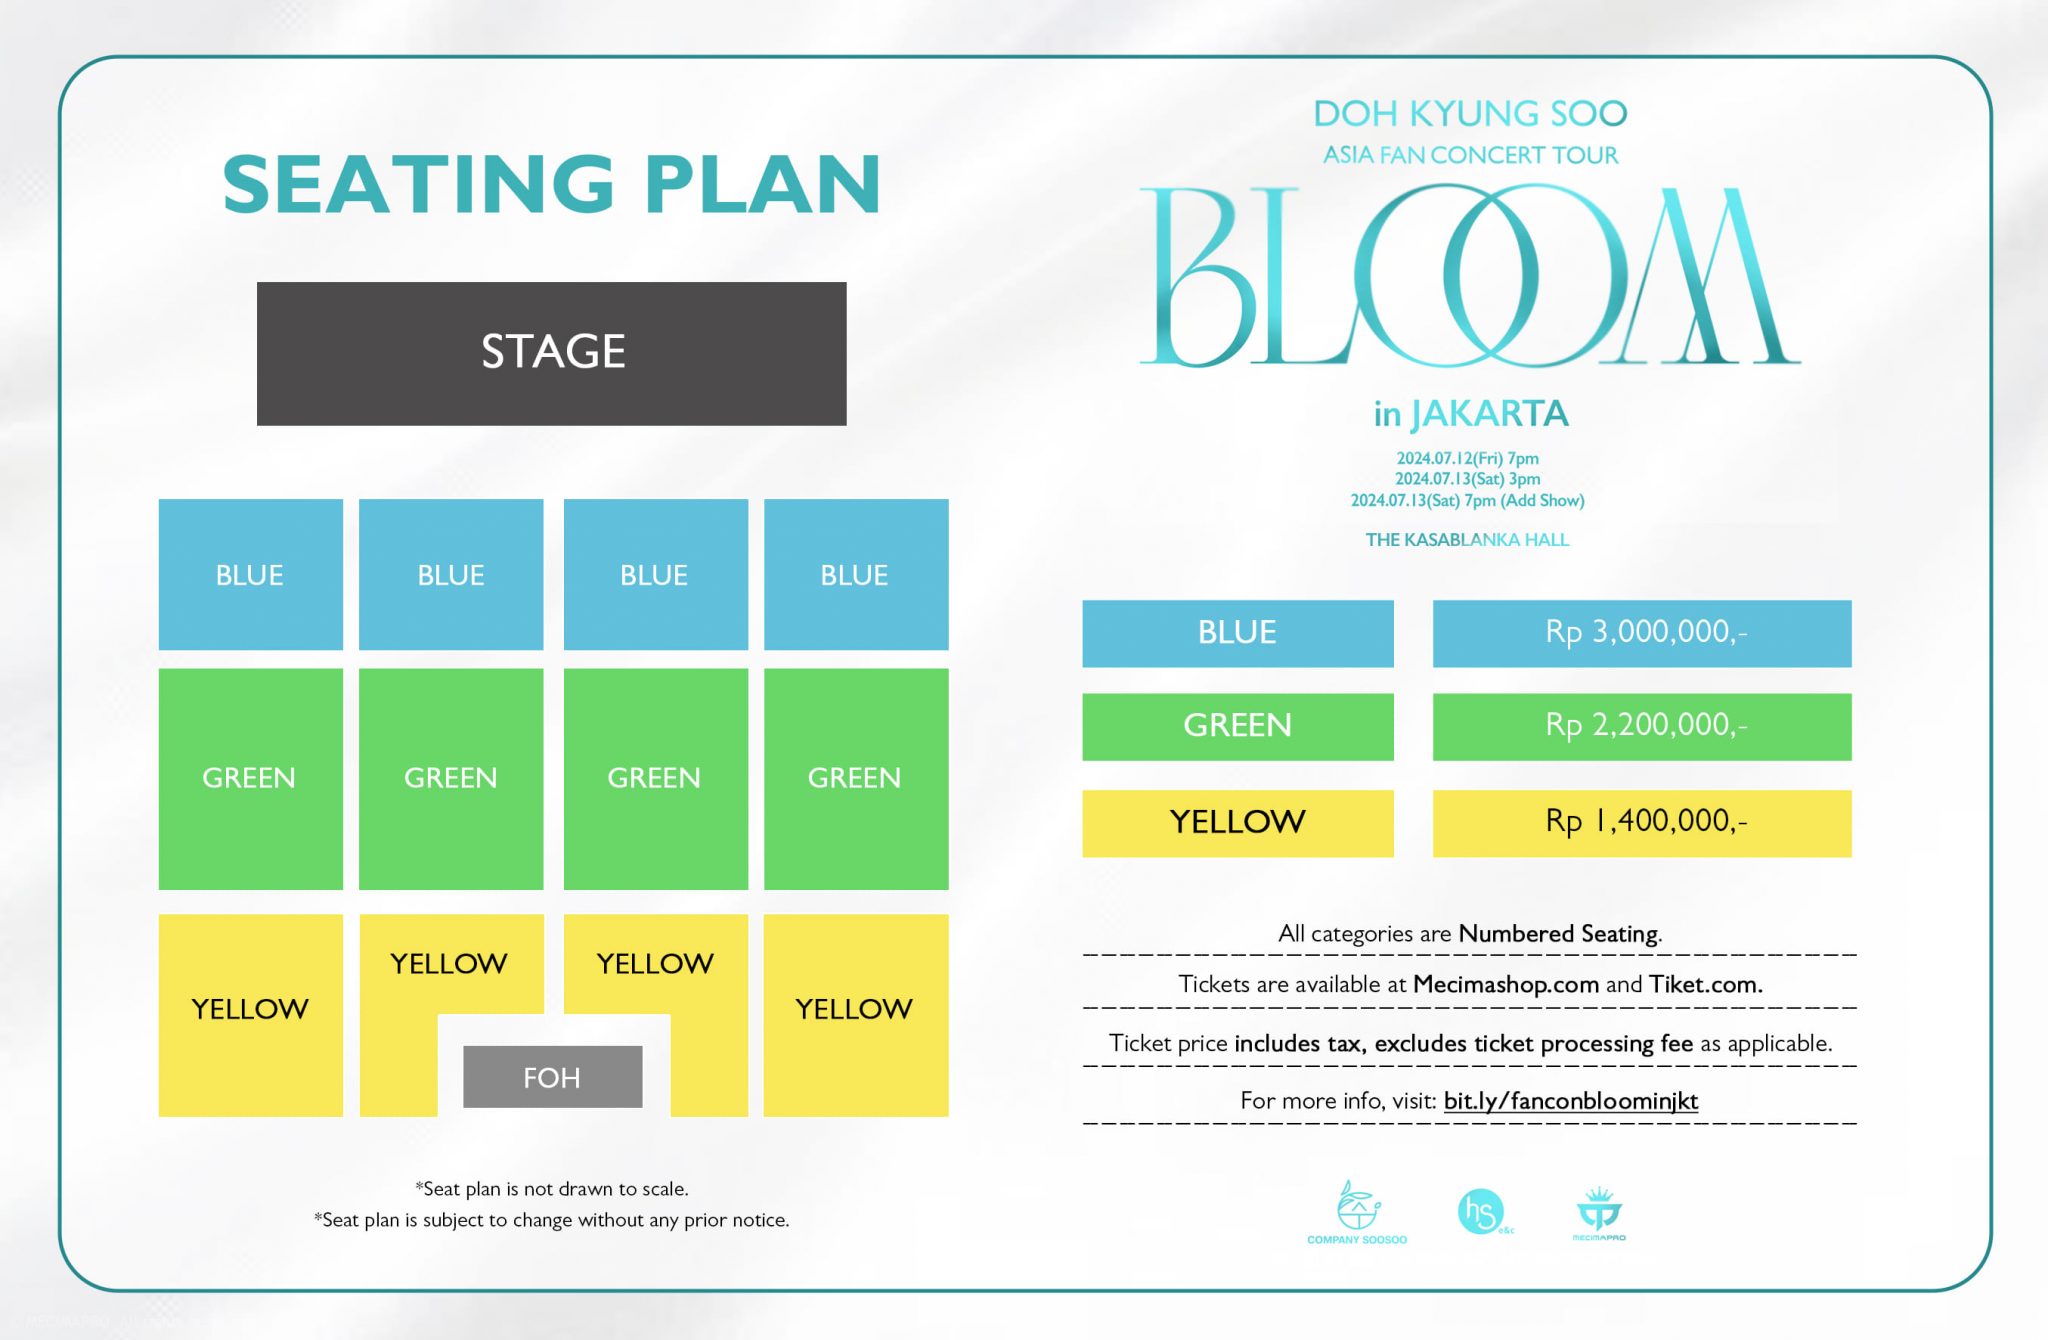 SEATING PLAN
STAGE
BLUE BLUE BLUE BLUE
GREEN GREEN GREEN GREEN
YELLOW YELLOW YELLOW YELLOW
FOH
*Seat plan is not drawn to scale.
*Seat plan is subject to change without any prior notice.
DOH KYUNG SOO
ASIA FAN CONCERT TOUR
BLOOM
in JAKARTA
2024.07.12(Fri) 7pm
2024.07.13(Sat) 3pm
2024.07.13(Sat) 7pm (Add Show)
THE KASABLANKA HALL
BLUE Rp 3,000,000,-
GREEN Rp 2,200,000,-
YELLOW Rp 1,400,000,-
All categories are Numbered Seating.
Tickets are available at Mecimashop.com and Tiket.com.
Ticket price includes tax, excludes ticket processing fee as applicable.
For more info, visit: bit.ly/fanconbloominjkt
COMPANY SOOSOO
hs e&c
MECIMAPRO